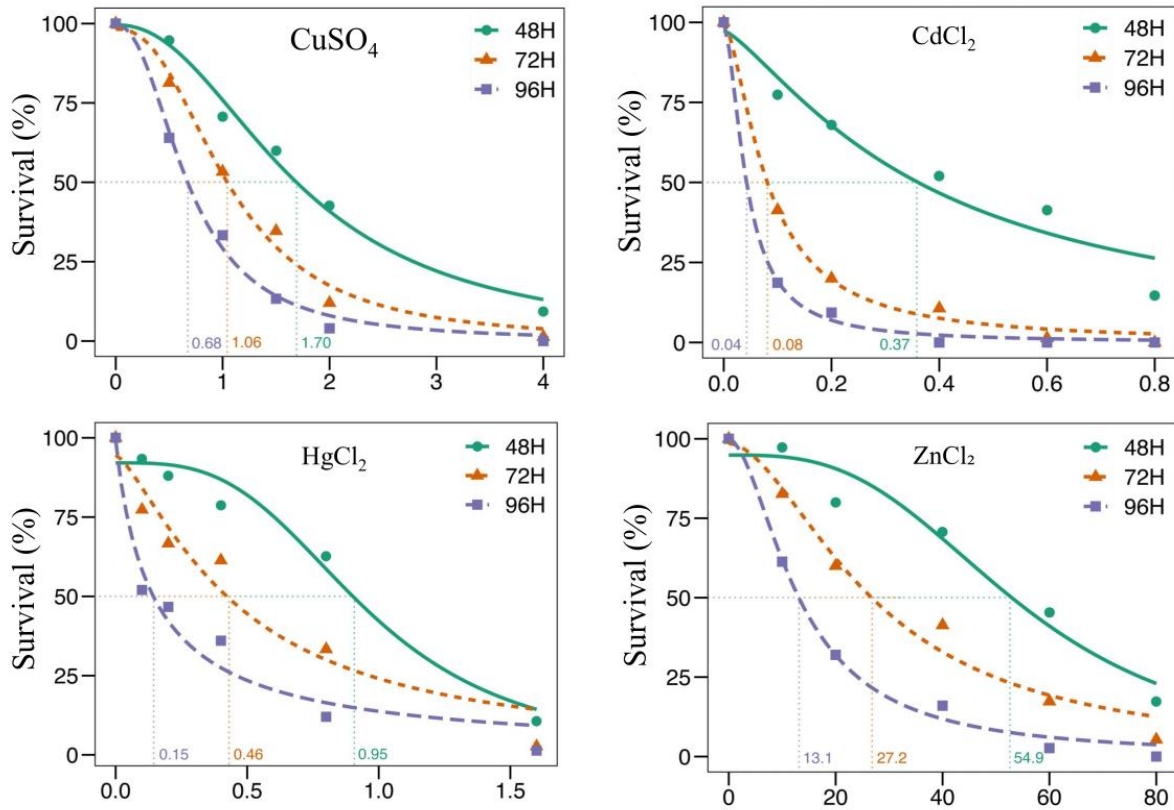 CuSO₄
48H
72H
96H
Survival (%)
100
75
50
25
0
0.68
1.06
1.70
0
1
2
3
4
CdCl₂
48H
72H
96H
Survival (%)
100
75
50
25
0
0.04
0.08
0.37
0.0
0.2
0.4
0.6
0.8
HgCl₂
48H
72H
96H
Survival (%)
100
75
50
25
0
0.15
0.46
0.95
0.0
0.5
1.0
1.5
ZnCl₂
48H
72H
96H
Survival (%)
100
75
50
25
0
13.1
27.2
54.9
0
20
40
60
80